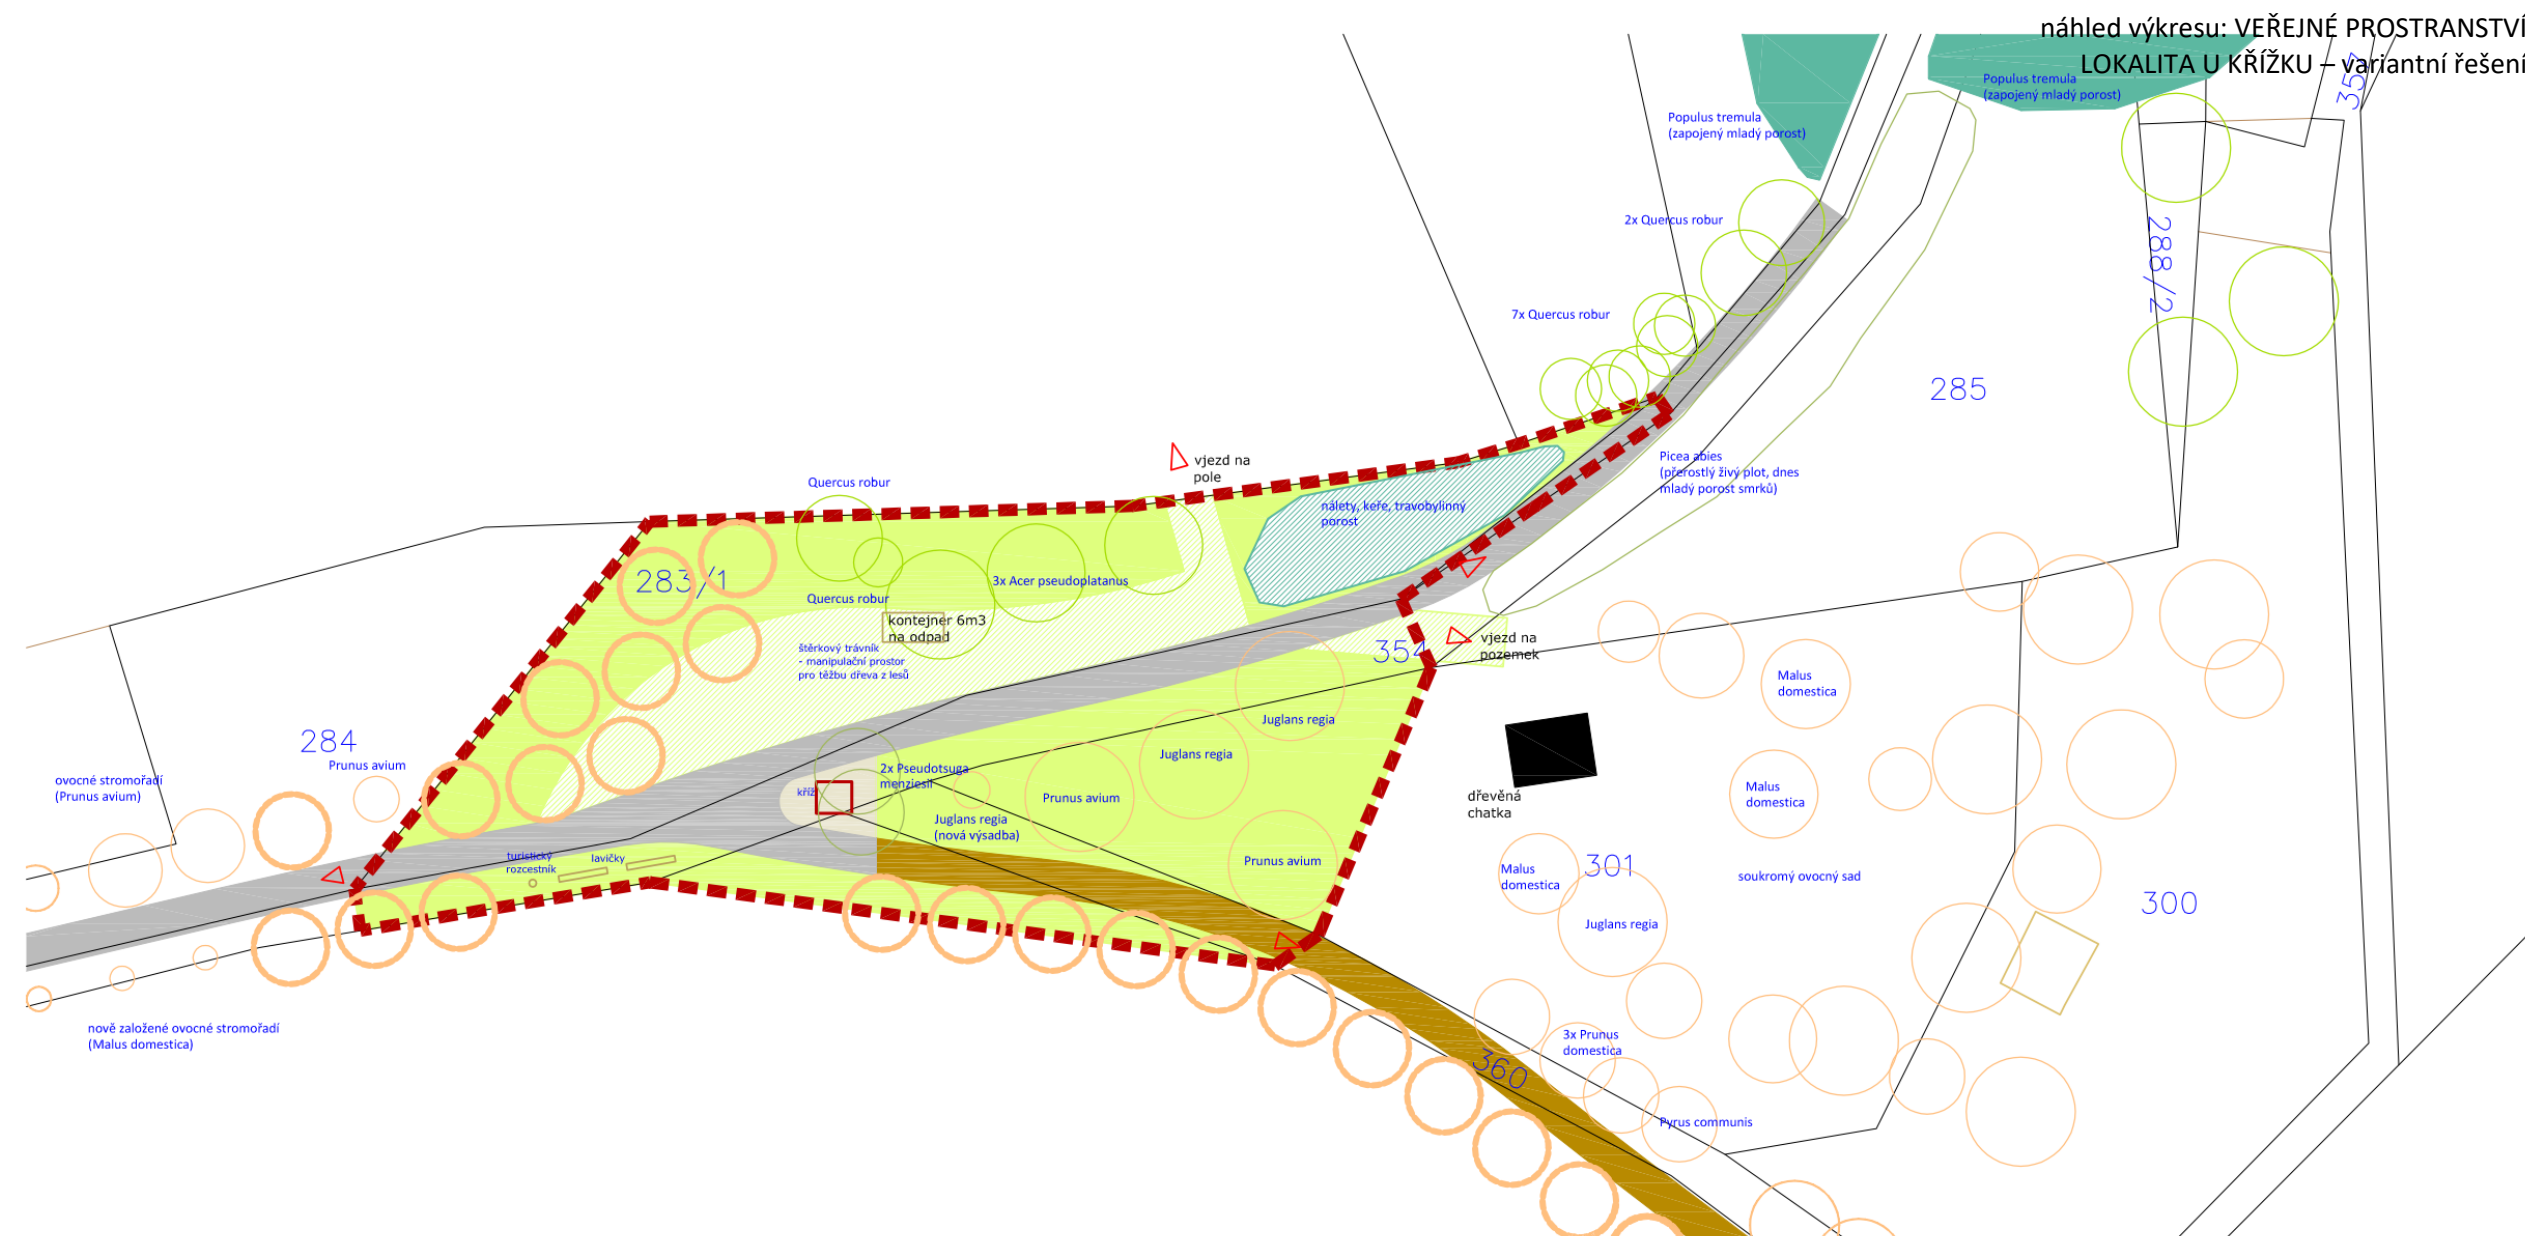 náhled výkresu: VEŘEJNÉ PROSTRANSTVÍ
LOKALITA U KŘÍŽKU – variantní řešení
357
Populus tremula
(zapojený mladý porost)
Populus tremula
(zapojený mladý porost)
2x Quercus robur
288/2
7x Quercus robur
285
vjezd na
pole
Picea abies
(přerostlý živý plot, dnes
mladý porost smrků)
Quercus robur
nálety, keře, travobylinný
porost
283/1
3x Acer pseudoplatanus
Quercus robur
kontejner 6m3
na odpad
354
vjezd na
pozemek
štěrkový trávník
- manipulační prostor
pro těžbu dřeva z lesů
Malus
domestica
284
Prunus avium
Juglans regia
Juglans regia
ovocné stromořadí
(Prunus avium)
2x Pseudotsuga
menziesii
kříž
Prunus avium
Malus
domestica
dřevěná
chatka
Juglans regia
(nová výsadba)
turistický
rozcestník
lavičky
Prunus avium
Malus
domestica
301
soukromý ovocný sad
300
Juglans regia
nově založené ovocné stromořadí
(Malus domestica)
3x Prunus
domestica
360
Pyrus communis